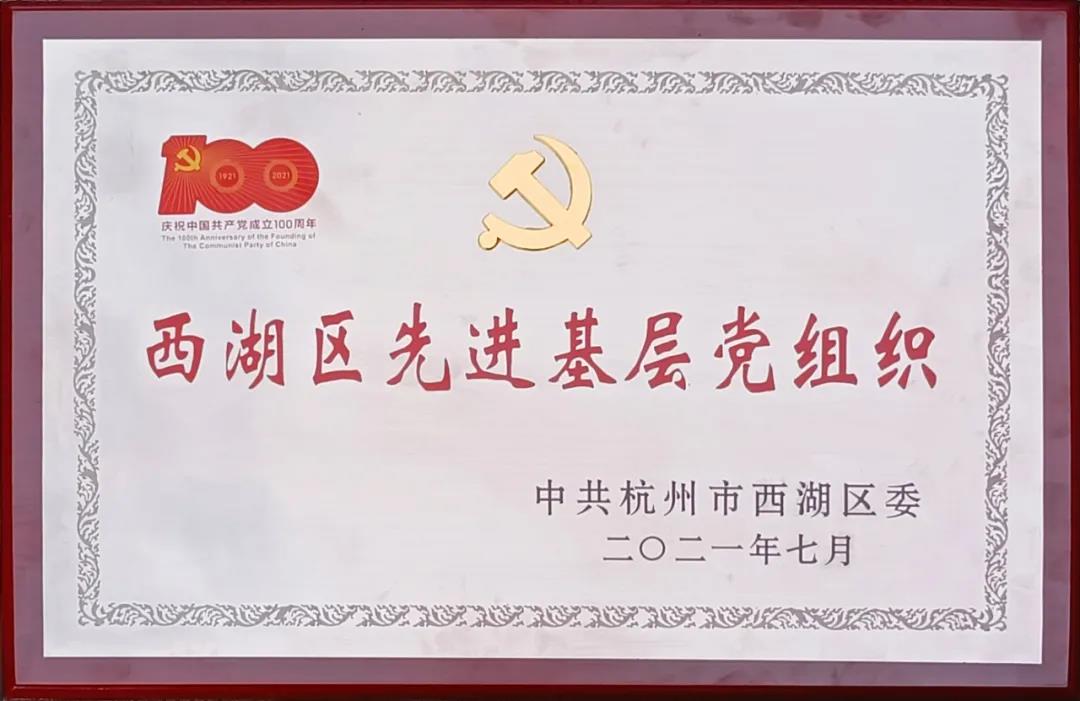 1921
2021
庆祝中国共产党成立100周年
The 100th Anniversary of the Founding of
The Communist Party of China
西湖区先进基层党组织
中共杭州市西湖区委
二〇二一年七月